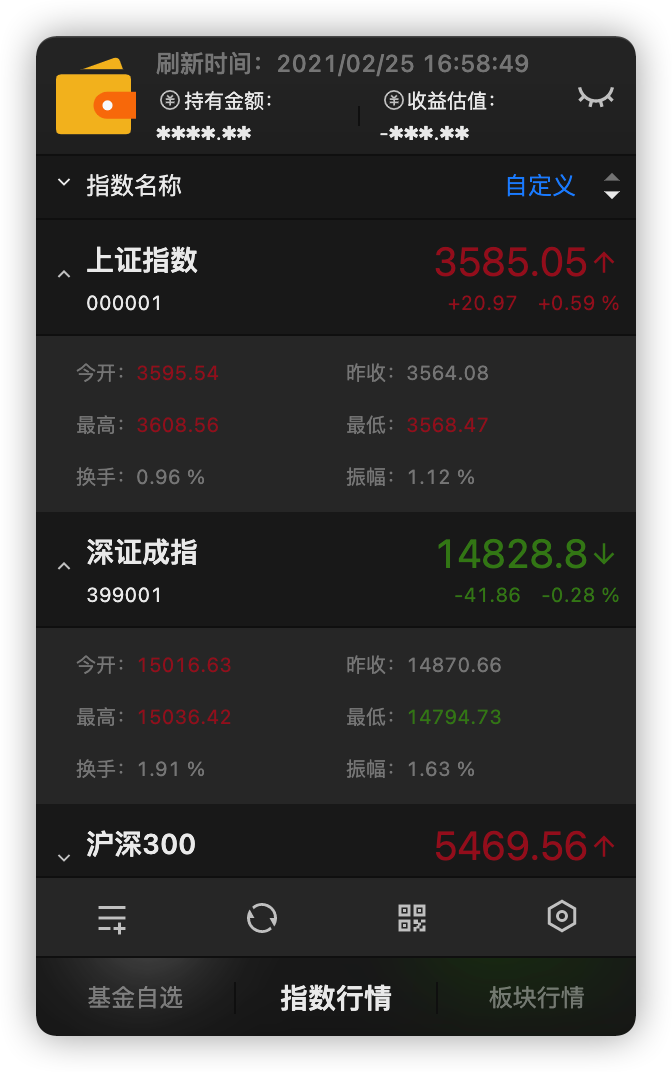 刷新时间: 2021/02/25 16:58:49
持有金额: 收益估值:
****.** -***.**
指数名称 自定义
上证指数 3585.05↑
000001 +20.97 +0.59 %
今开: 3595.54 昨收: 3564.08
最高: 3608.56 最低: 3568.47
换手: 0.96 % 振幅: 1.12 %
深证成指 14828.8↓
399001 -41.86 -0.28 %
今开: 15016.63 昨收: 14870.66
最高: 15036.42 最低: 14794.73
换手: 1.91 % 振幅: 1.63 %
沪深300 5469.56↑
基金自选 指数行情 板块行情